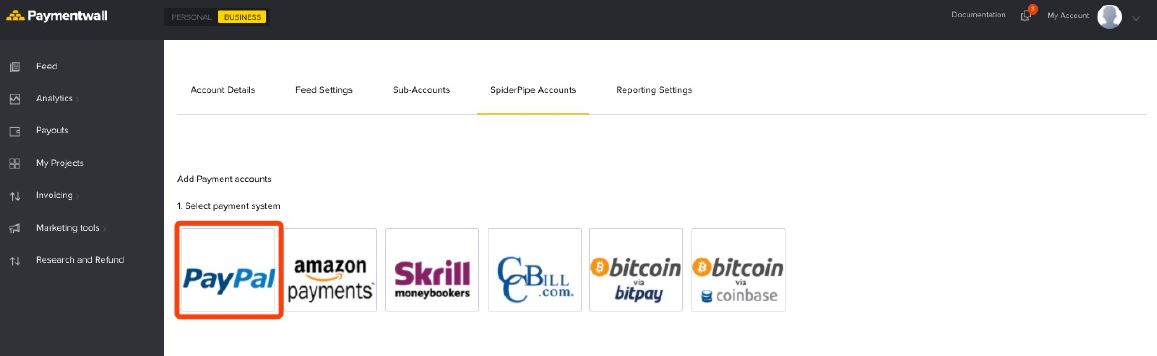 Paymentwall
PERSONAL BUSINESS
Documentation
3
My Account
Feed
Analytics
Payouts
My Projects
Invoicing
Marketing tools
Research and Refund
Account Details Feed Settings Sub-Accounts SpiderPipe Accounts Reporting Settings
Add Payment accounts
1. Select payment system
PayPal
amazon
payments™
Skrill
moneybookers
CCBILL
.com®
bitcoin
via
bitpay
bitcoin
via
coinbase